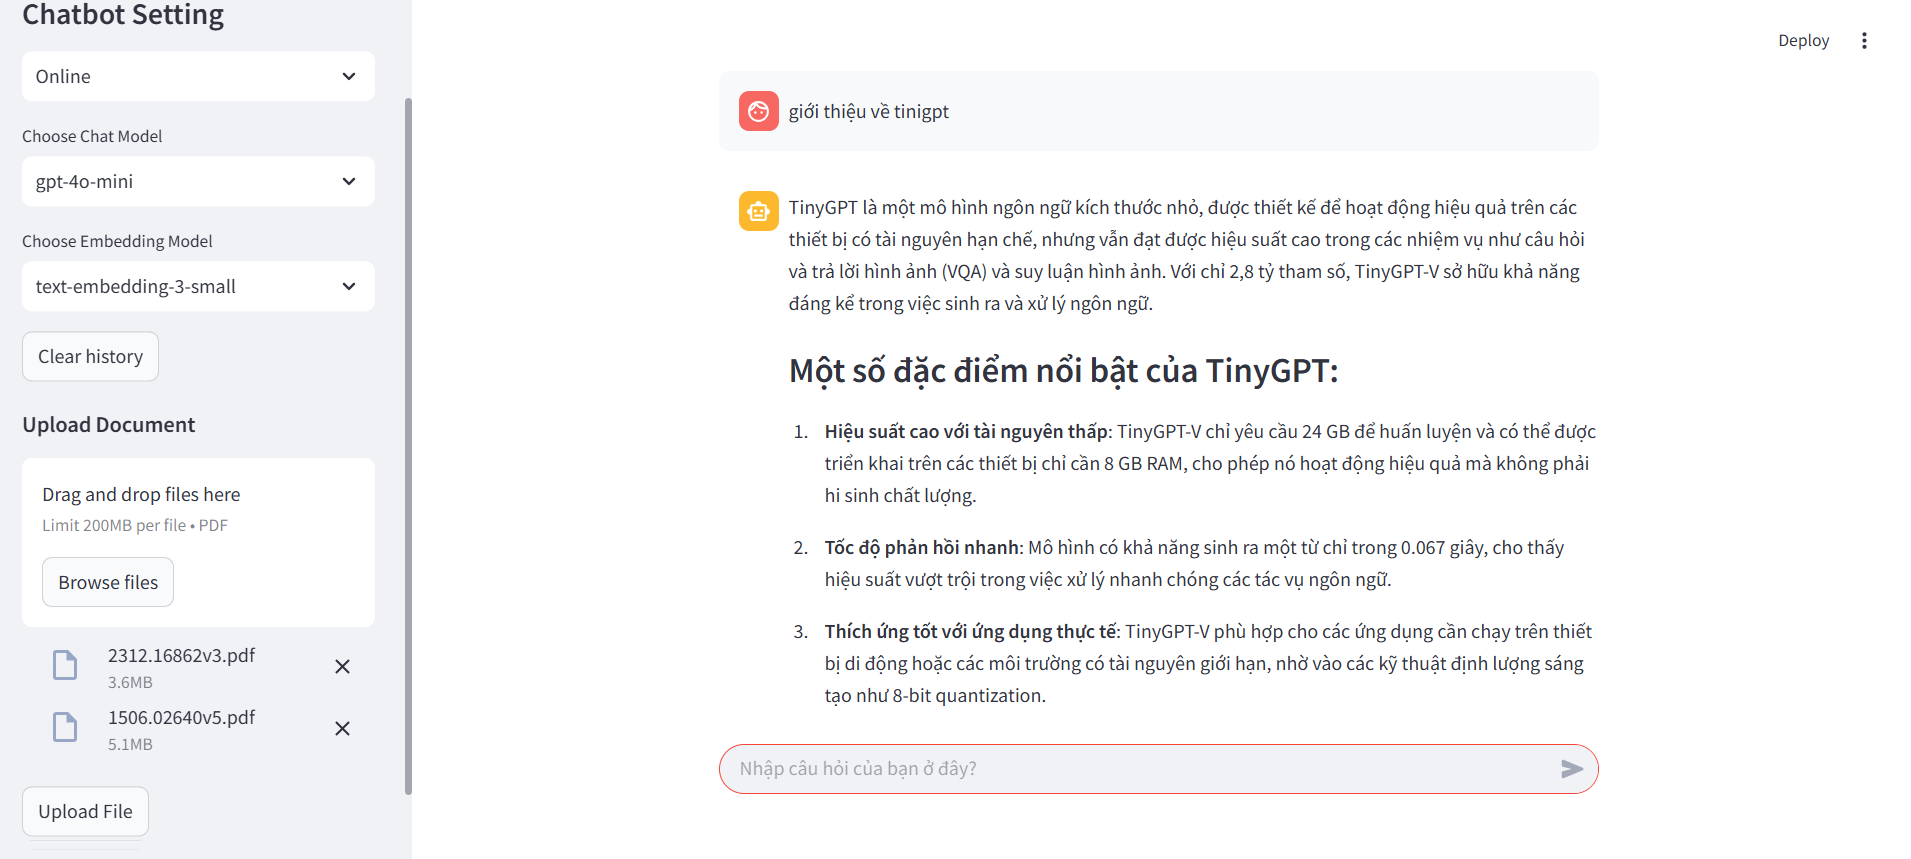 Chatbot Setting
Online
Choose Chat Model
gpt-4o-mini
Choose Embedding Model
text-embedding-3-small
Clear history
Upload Document
Drag and drop files here
Limit 200MB per file • PDF
Browse files
2312.16862v3.pdf
3.6MB
1506.02640v5.pdf
5.1MB
Upload File
Deploy
giới thiệu về tinigpt
TinyGPT là một mô hình ngôn ngữ kích thước nhỏ, được thiết kế để hoạt động hiệu quả trên các
thiết bị có tài nguyên hạn chế, nhưng vẫn đạt được hiệu suất cao trong các nhiệm vụ như câu hỏi
và trả lời hình ảnh (VQA) và suy luận hình ảnh. Với chỉ 2,8 tỷ tham số, TinyGPT-V sở hữu khả năng
đáng kể trong việc sinh ra và xử lý ngôn ngữ.
Một số đặc điểm nổi bật của TinyGPT:
1. Hiệu suất cao với tài nguyên thấp: TinyGPT-V chỉ yêu cầu 24 GB để huấn luyện và có thể được
triển khai trên các thiết bị chỉ cần 8 GB RAM, cho phép nó hoạt động hiệu quả mà không phải
hi sinh chất lượng.
2. Tốc độ phản hồi nhanh: Mô hình có khả năng sinh ra một từ chỉ trong 0.067 giây, cho thấy
hiệu suất vượt trội trong việc xử lý nhanh chóng các tác vụ ngôn ngữ.
3. Thích ứng tốt với ứng dụng thực tế: TinyGPT-V phù hợp cho các ứng dụng cần chạy trên thiết
bị di động hoặc các môi trường có tài nguyên giới hạn, nhờ vào các kỹ thuật định lượng sáng
tạo như 8-bit quantization.
Nhập câu hỏi của bạn ở đây?